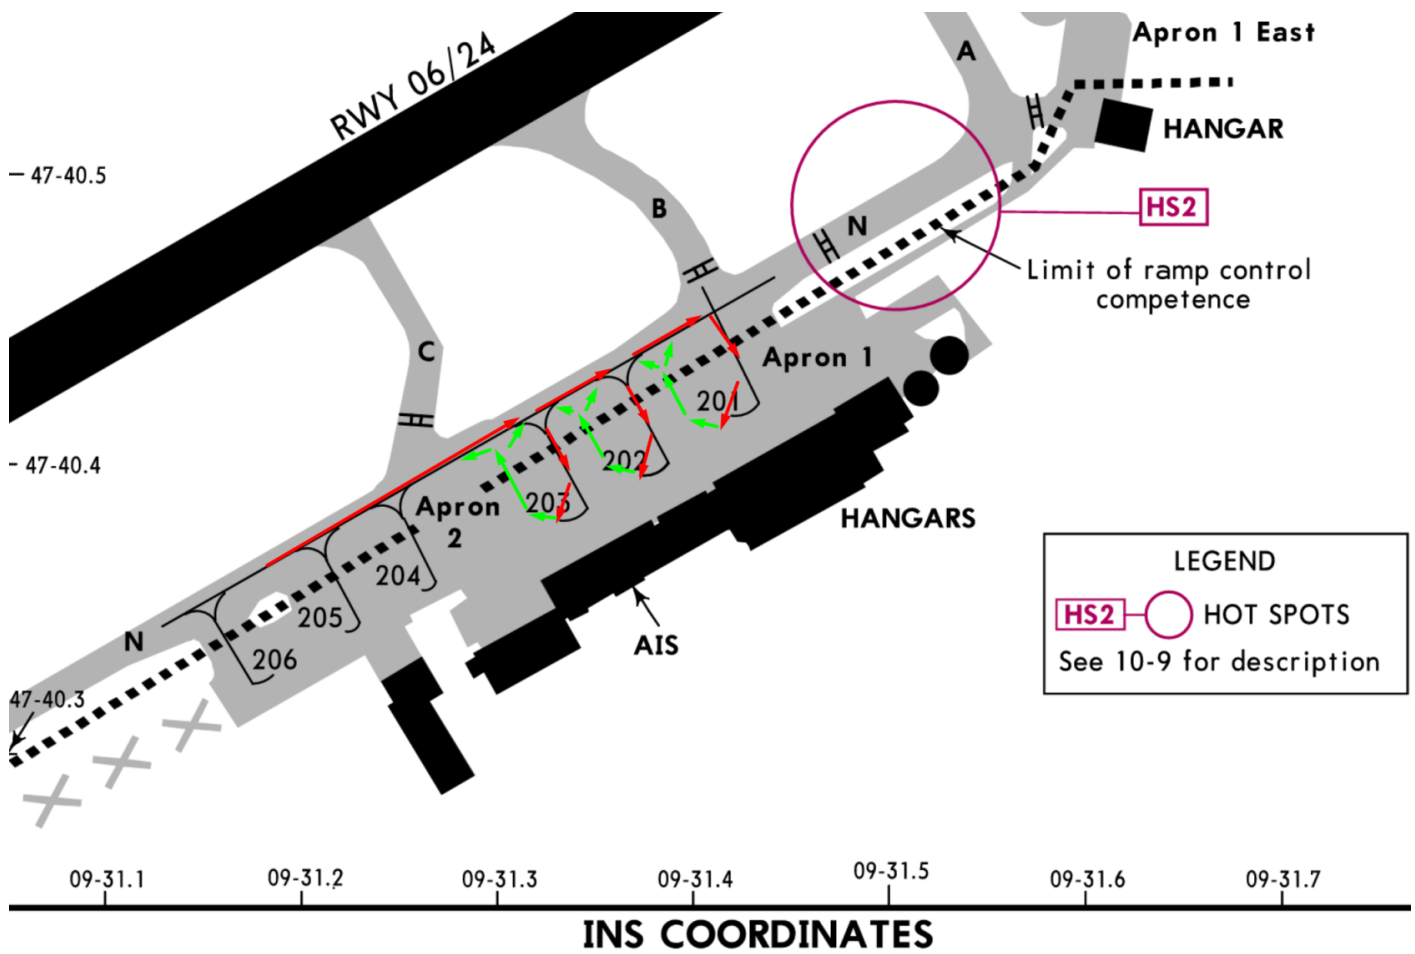 Apron 1 East
RWY 06/24
A
HANGAR
47-40.5
B
HS2
N
Limit of ramp control
competence
C
Apron 1
201
47-40.4
202
203
Apron
2
HANGARS
204
205
206
N
AIS
47-40.3
LEGEND
HS2 HOT SPOTS
See 10-9 for description
09-31.1 09-31.2 09-31.3 09-31.4 09-31.5 09-31.6 09-31.7
INS COORDINATES